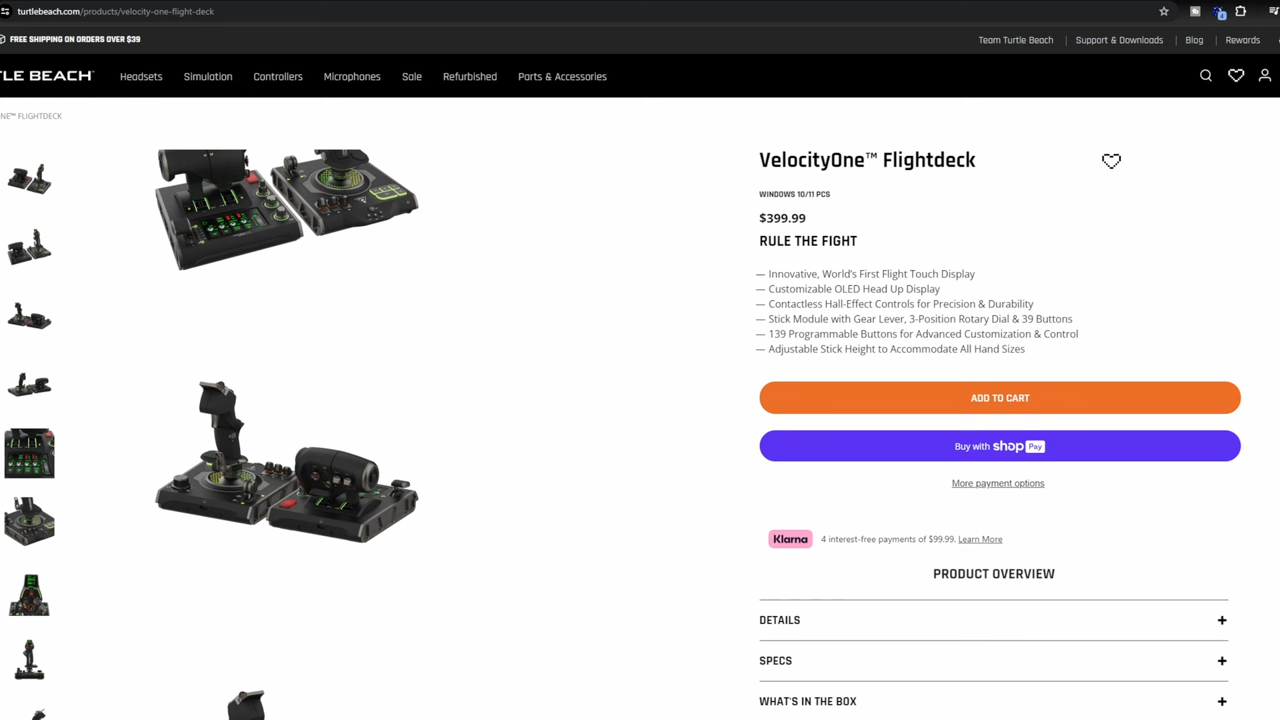 turtlebeach.com/products/velocity-one-flight-deck
4
FREE SHIPPING ON ORDERS OVER $39
Team Turtle Beach
Support & Downloads
Blog
Rewards
TLE BEACH
Headsets
Simulation
Controllers
Microphones
Sale
Refurbished
Parts & Accessories
NE™ FLIGHTDECK
VelocityOne™ Flightdeck
WINDOWS 10/11 PCS
$399.99
RULE THE FIGHT
— Innovative, World's First Flight Touch Display
— Customizable OLED Head Up Display
— Contactless Hall-Effect Controls for Precision & Durability
— Stick Module with Gear Lever, 3-Position Rotary Dial & 39 Buttons
— 139 Programmable Buttons for Advanced Customization & Control
— Adjustable Stick Height to Accommodate All Hand Sizes
ADD TO CART
Buy with shop Pay
More payment options
Klarna 4 interest-free payments of $99.99. Learn More
PRODUCT OVERVIEW
DETAILS +
SPECS +
WHAT'S IN THE BOX +